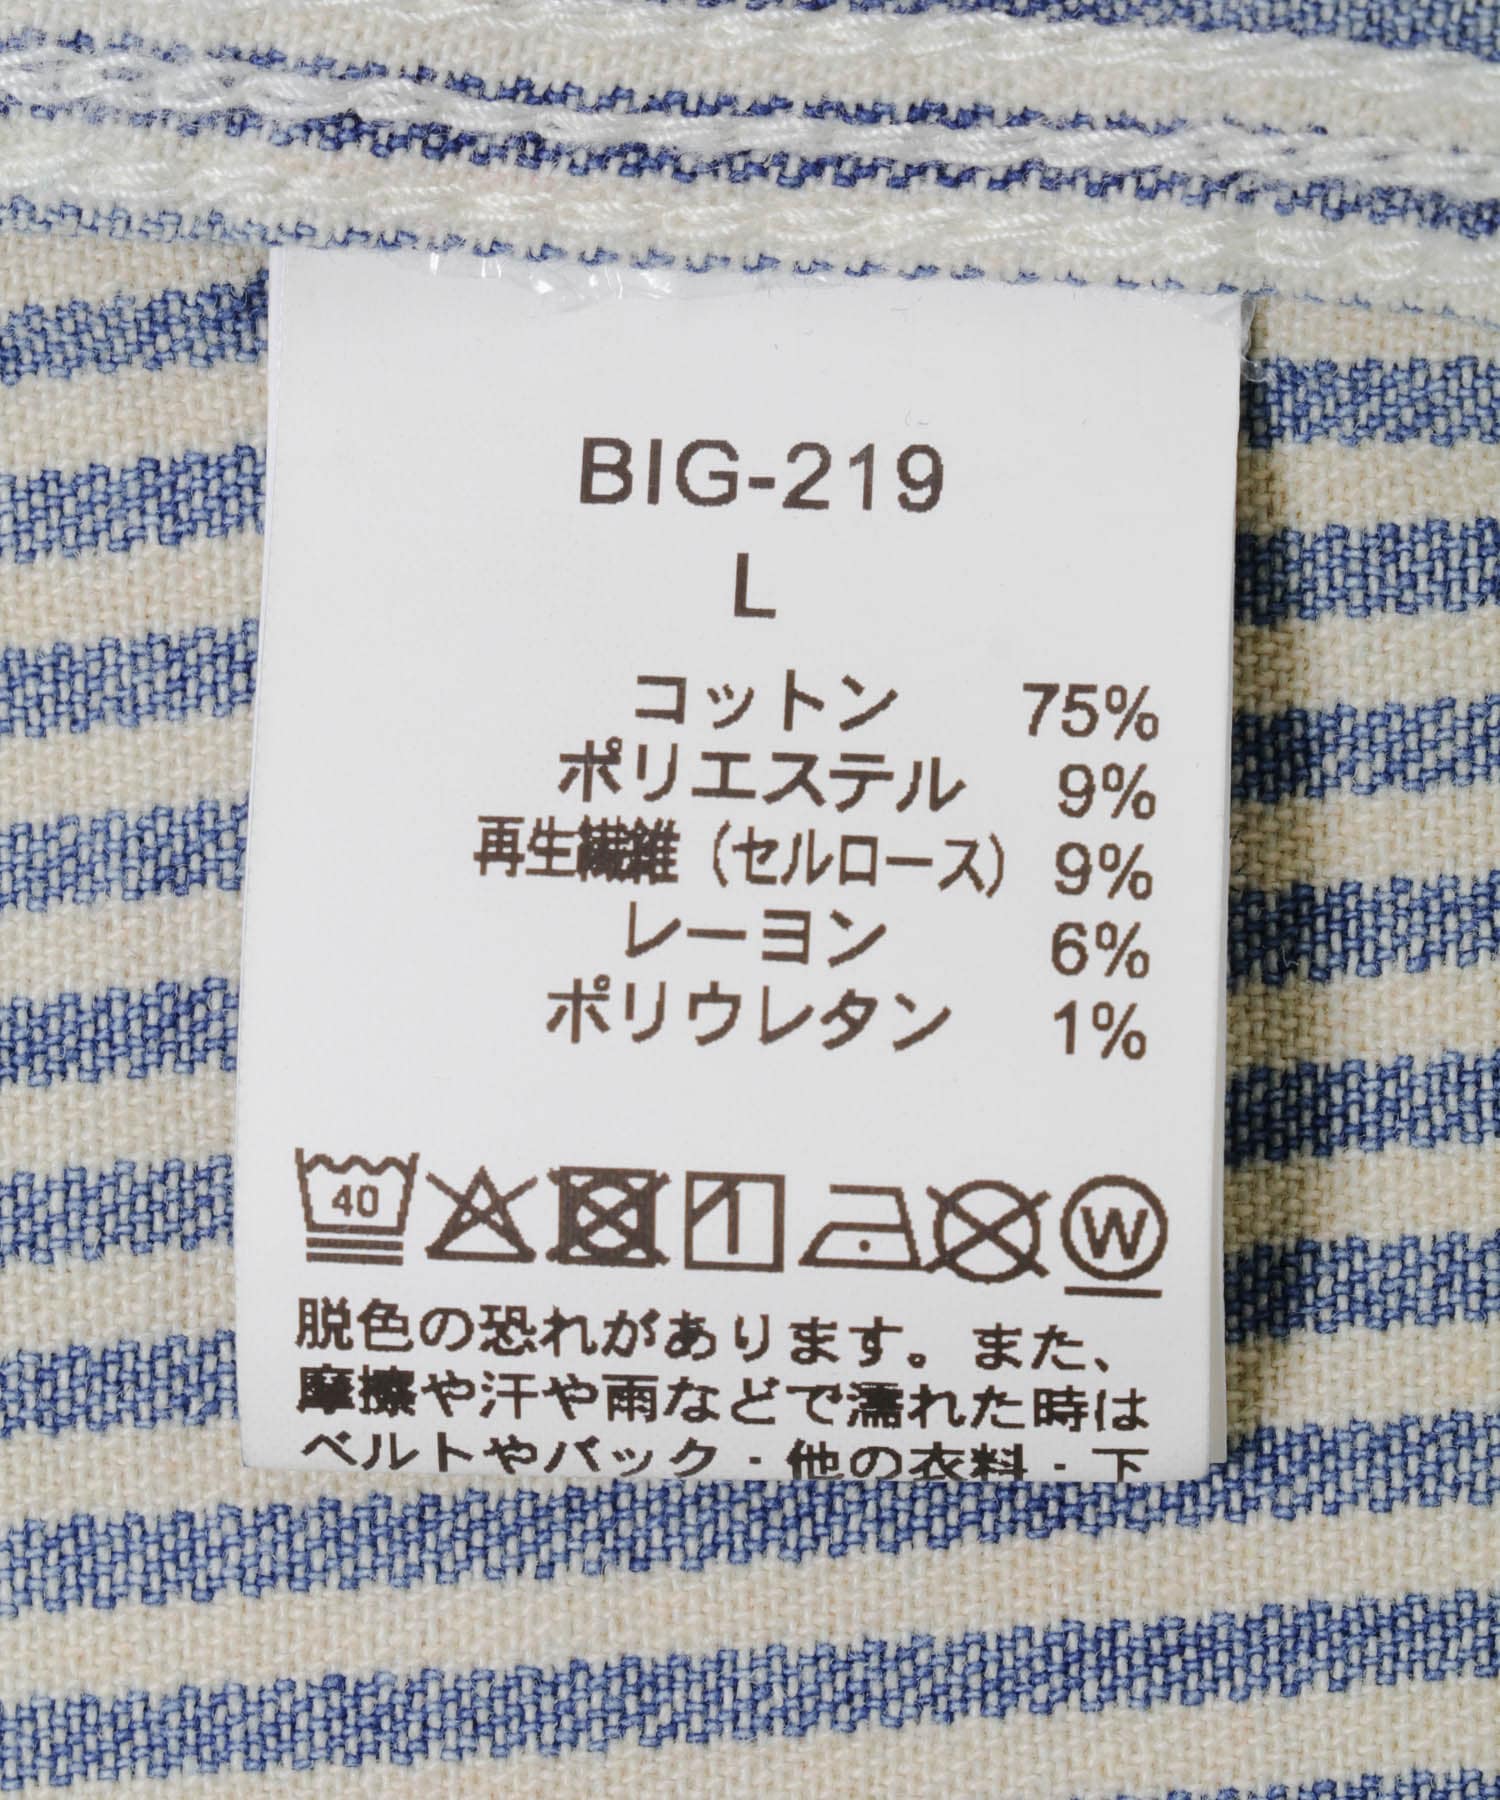 BIG-219
L
コットン 75%
ポリエステル 9%
再生繊維（セルロース） 9%
レーヨン 6%
ポリウレタン 1%
40 W
脱色の恐れがあります。また、
摩擦や汗や雨などで濡れた時は
ベルトやバック・他の衣料・下